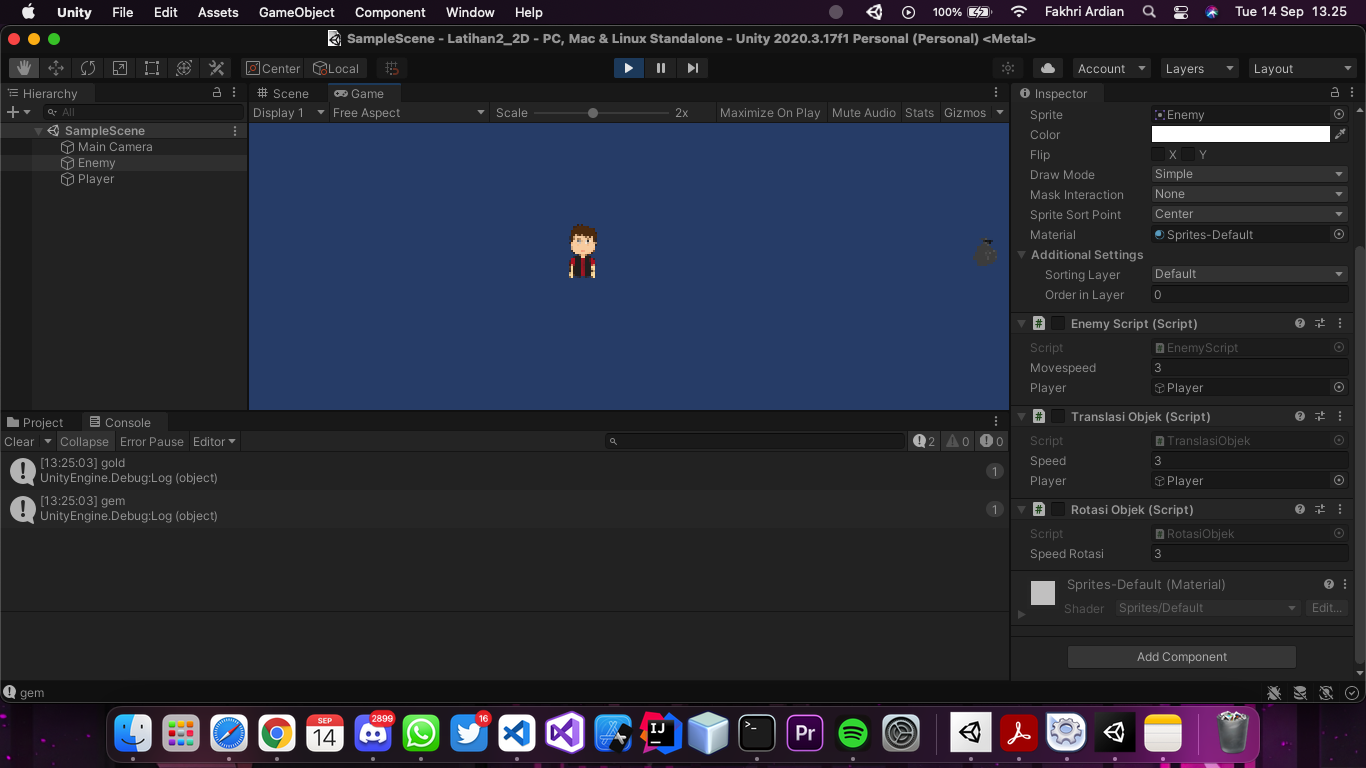 Unity File Edit Assets GameObject Component Window Help 100% Fakhri Ardian Tue 14 Sep 13.25
SampleScene - Latihan2_2D - PC, Mac & Linux Standalone - Unity 2020.3.17f1 Personal (Personal) <Metal>
Center Local Account Layers Layout
Hierarchy Scene Game Inspector
All Display 1 Free Aspect Scale 2x Maximize On Play Mute Audio Stats Gizmos
SampleScene
Main Camera
Enemy
Player
Sprite Enemy
Color
Flip X Y
Draw Mode Simple
Mask Interaction None
Sprite Sort Point Center
Material Sprites-Default
Additional Settings
Sorting Layer Default
Order in Layer 0
Enemy Script (Script)
Script EnemyScript
Movespeed 3
Player Player
Translasi Objek (Script)
Script TranslasiObjek
Speed 3
Player Player
Rotasi Objek (Script)
Script RotasiObjek
Speed Rotasi 3
Sprites-Default (Material)
Shader Sprites/Default Edit...
Add Component
Project Console
Clear Collapse Error Pause Editor 2 0 0
[13:25:03] gold
UnityEngine.Debug:Log (object) 1
[13:25:03] gem
UnityEngine.Debug:Log (object) 1
gem
SEP
14
2899
16
IJ
>_
Pr